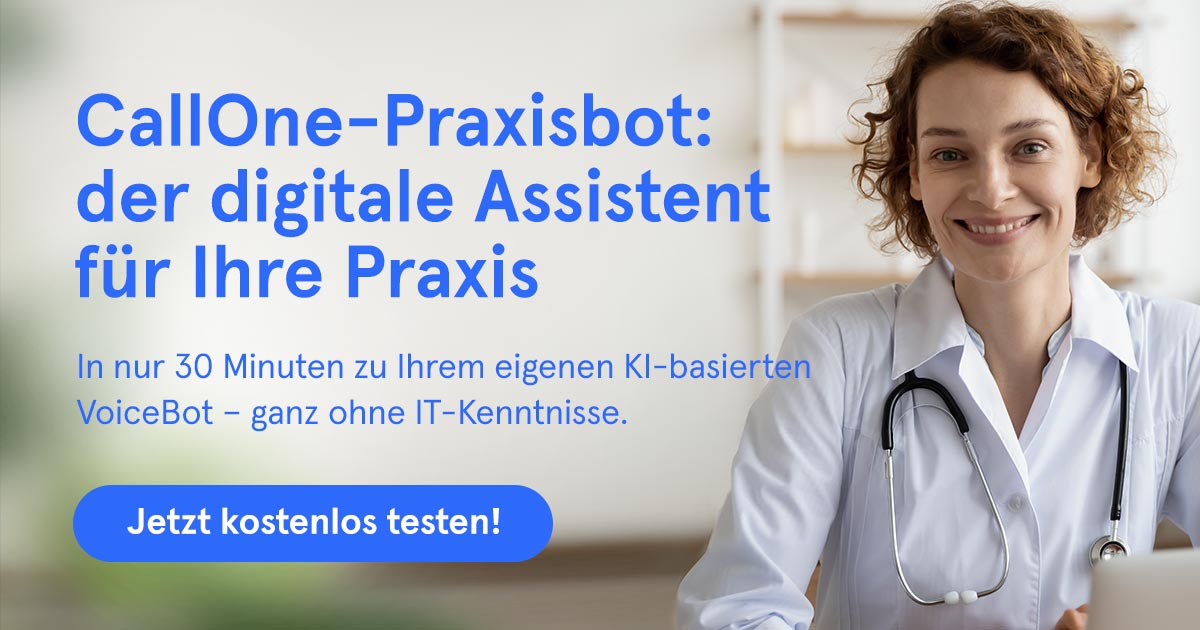 CallOne-Praxisbot:
der digitale Assistent
für Ihre Praxis
In nur 30 Minuten zu Ihrem eigenen KI-basierten
VoiceBot – ganz ohne IT-Kenntnisse.
Jetzt kostenlos testen!